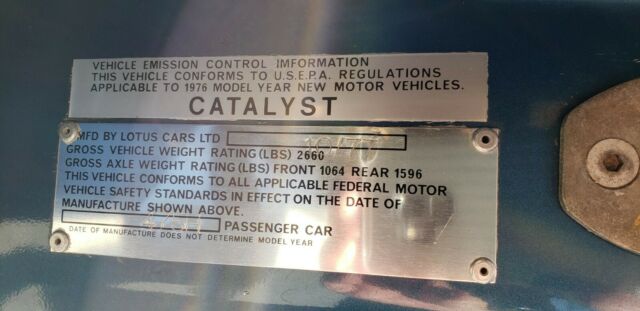 VEHICLE EMISSION CONTROL IMFORMATION
THIS VEHICLE CONFORMS TO U.S.E.P.A. REGULATIONS
APPLICABLE TO 1976 MODEL YEAR NEW MOTOR VEHICLES.
CATALYST
MFD BY LOTUS CARS LTD
GROSS VEHICLE WEIGHT RATING (LBS) 2660
GROSS AXLE WEIGHT RATING (LBS) FRONT 1064 REAR 1596
THIS VEHICLE CONFORMS TO ALL APPLICABLE FEDERAL MOTOR
VEHICLE SAFETY STANDARDS IN EFFECT ON THE DATE OF
MANUFACTURE SHOWN ABOVE.
PASSENGER CAR
DATE OF MANUFACTURE DOES NOT DETERMINE MODEL YEAR